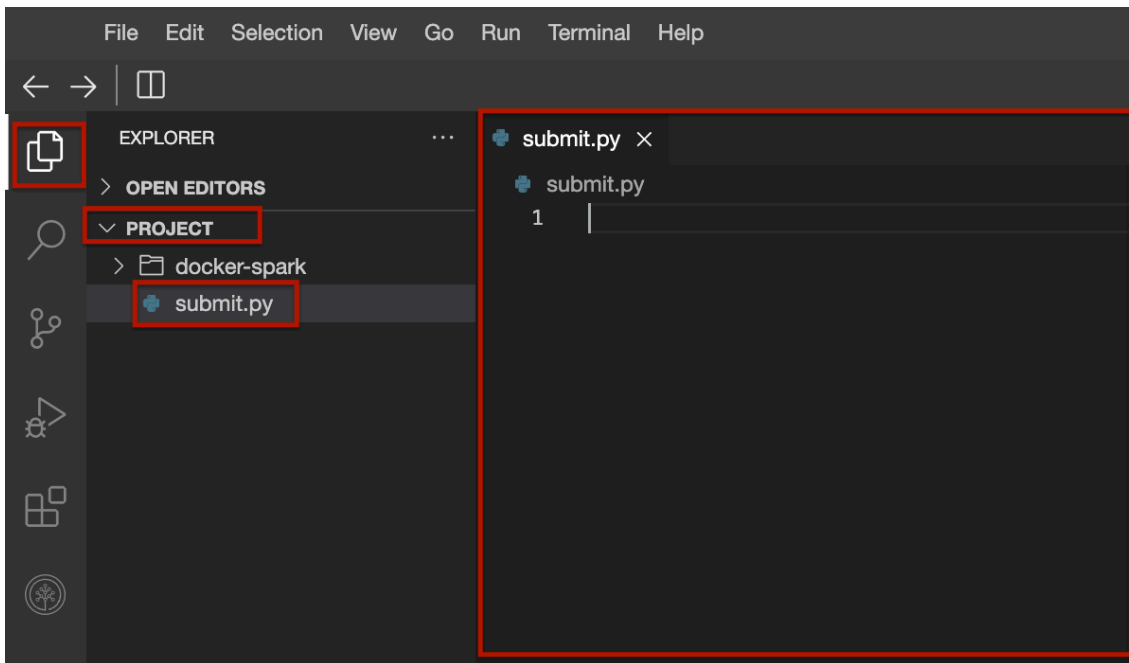 File Edit Selection View Go Run Terminal Help
EXPLORER
OPEN EDITORS
PROJECT
docker-spark
submit.py
submit.py
submit.py
1